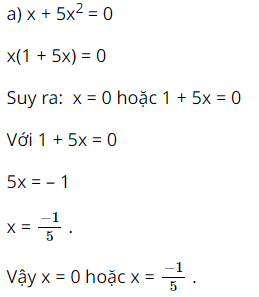 a) x + 5x² = 0
x(1 + 5x) = 0
Suy ra: x = 0 hoặc 1 + 5x = 0
Với 1 + 5x = 0
5x = – 1
x = −1/5 .
Vậy x = 0 hoặc x = −1/5 .